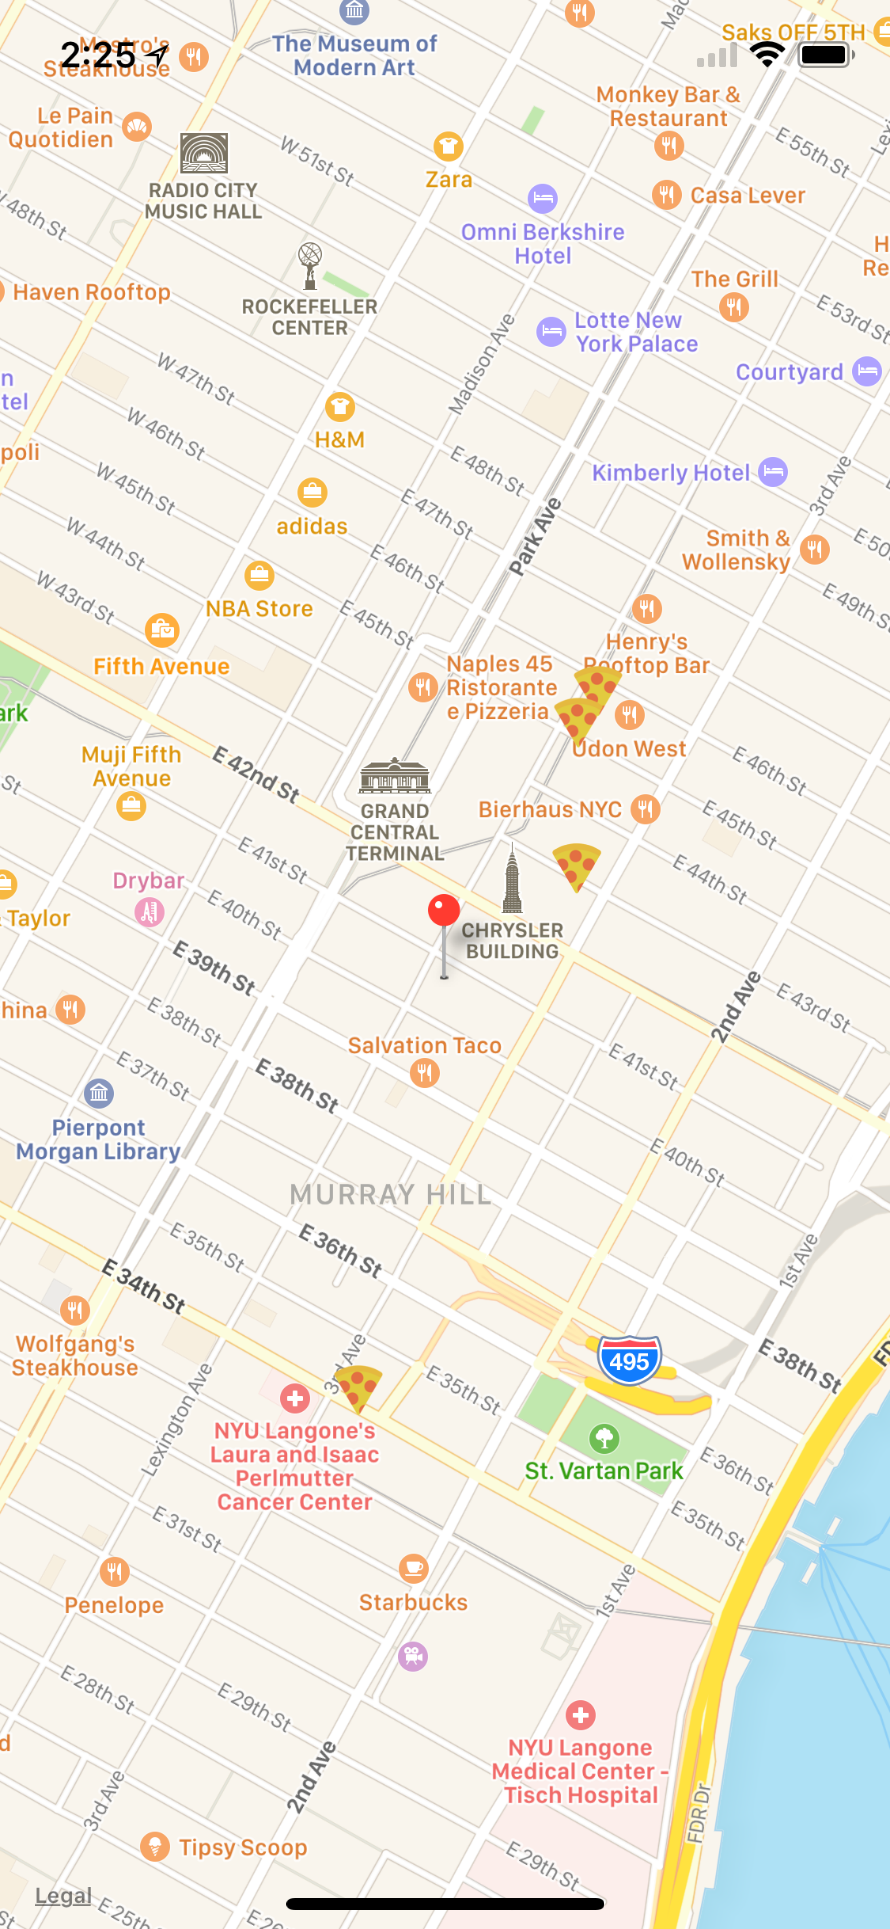 Saks OFF 5TH
2:25
Mastro's
Steakhouse
The Museum of
Modern Art
Le Pain
Quotidien
Monkey Bar &
Restaurant
E 55th St
W 51st St
Zara
RADIO CITY
MUSIC HALL
Casa Lever
W 48th St
Omni Berkshire
Hotel
The Grill
Haven Rooftop
ROCKEFELLER
CENTER
E 53rd St
Lotte New
York Palace
Madison Ave
Courtyard
W 47th St
W 46th St
H&M
poli
E 48th St
Kimberly Hotel
3rd Ave
W 45th St
E 47th St
adidas
Park Ave
W 44th St
Smith &
Wollensky
E 46th St
W 43rd St
NBA Store
E 45th St
E 49th St
Henry's
Rooftop Bar
Fifth Avenue
Naples 45
Ristorante
e Pizzeria
ark
Udon West
Muji Fifth
Avenue
E 42nd St
E 46th St
GRAND
CENTRAL
TERMINAL
Bierhaus NYC
E 45th St
E 41st St
E 44th St
Drybar
E 40th St
Taylor
CHRYSLER
BUILDING
E 39th St
2nd Ave
E 43rd St
hina
E 38th St
Salvation Taco
E 41st St
E 37th St
E 38th St
Pierpont
Morgan Library
E 40th St
MURRAY HILL
E 35th St
E 36th St
1st Ave
E 34th St
Wolfgang's
Steakhouse
495
E 38th St
3rd Ave
E 35th St
Lexington Ave
NYU Langone's
Laura and Isaac
Perlmutter
Cancer Center
St. Vartan Park
E 36th St
E 35th St
E 31st St
Penelope
Starbucks
1st Ave
E 28th St
E 29th St
NYU Langone
Medical Center -
Tisch Hospital
2nd Ave
3rd Ave
FDR Dr
Tipsy Scoop
E 29th St
Legal
E 25th St